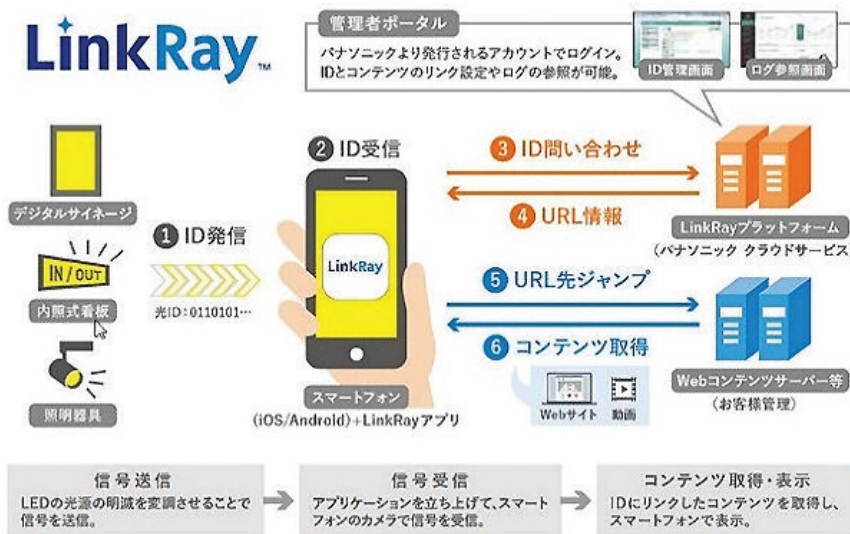 LinkRay™
管理者ポータル
パナソニックより発行されるアカウントでログイン。
IDとコンテンツのリンク設定やログの参照が可能。
ID管理画面
ログ参照画面
デジタルサイネージ
IN/OUT
内照式看板
照明器具
1 ID発信
光ID:0110101…
2 ID受信
LinkRay
スマートフォン
(iOS/Android)+LinkRayアプリ
3 ID問い合わせ
4 URL情報
LinkRayプラットフォーム
(パナソニック クラウドサービス)
5 URL先ジャンプ
6 コンテンツ取得
Webサイト
動画
Webコンテンツサーバー等
(お客様管理)
信号送信
LEDの光源の明滅を変調させることで
信号を送信。
信号受信
アプリケーションを立ち上げて、スマート
フォンのカメラで信号を受信。
コンテンツ取得・表示
IDにリンクしたコンテンツを取得し、
スマートフォンで表示。